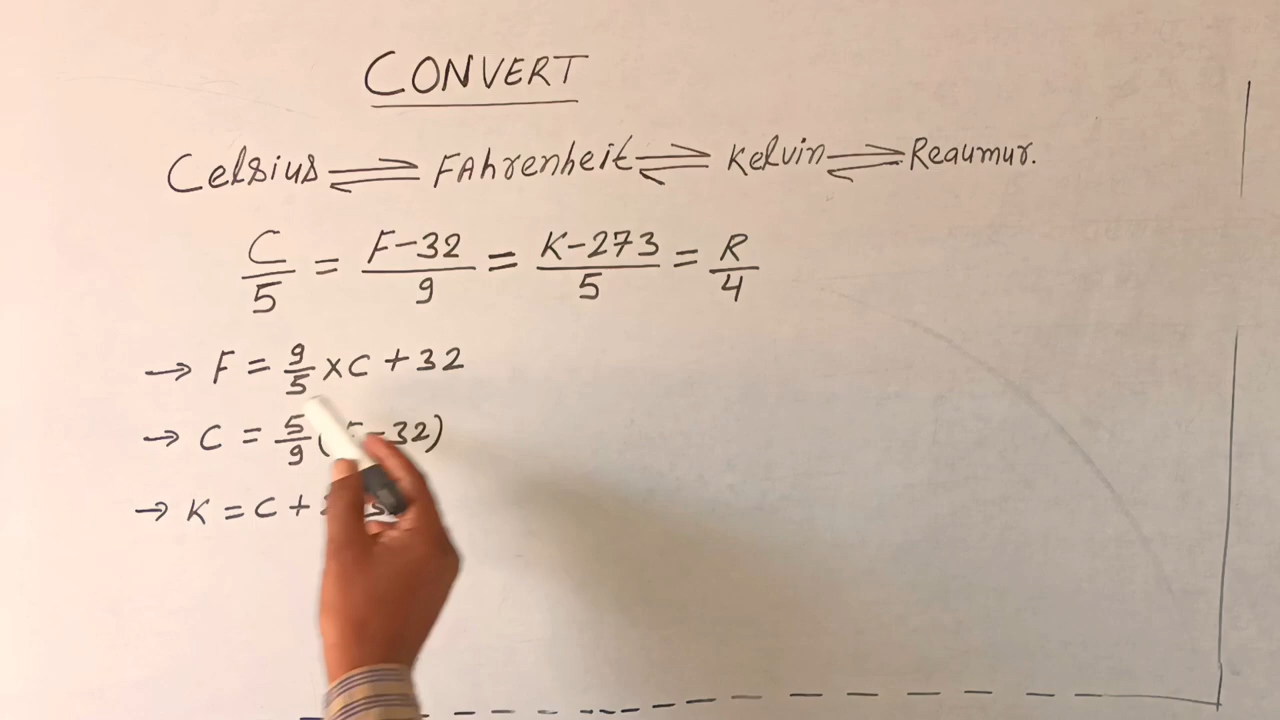 CONVERT
Celsius ⇌ FAhrenheit ⇌ Kelvin ⇌ Reaumur.
C/5 = F-32/9 = K-273/5 = R/4
→ F = 9/5 × C + 32
→ C = 5/9 (F-32)
→ K = C +